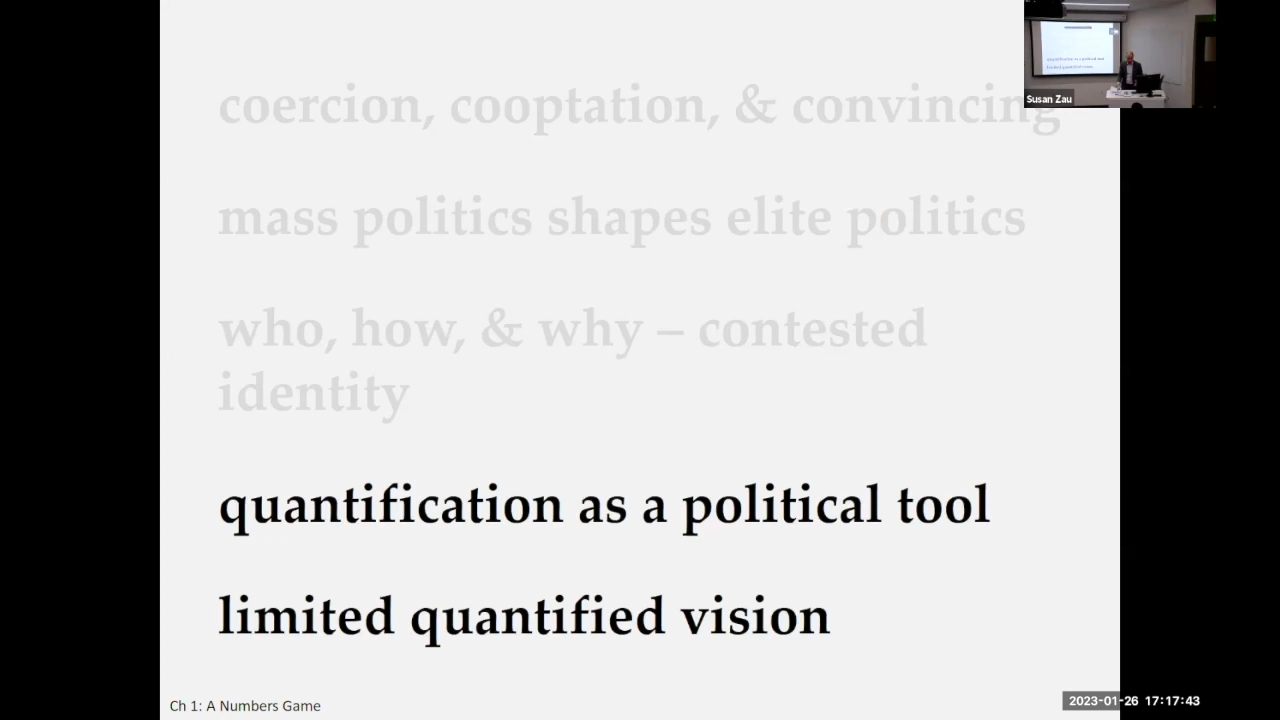 coercion, cooptation, & convincing
Susan Zau
mass politics shapes elite politics
who, how, & why – contested
identity
quantification as a political tool
limited quantified vision
Ch 1: A Numbers Game
2023-01-26 17:17:43